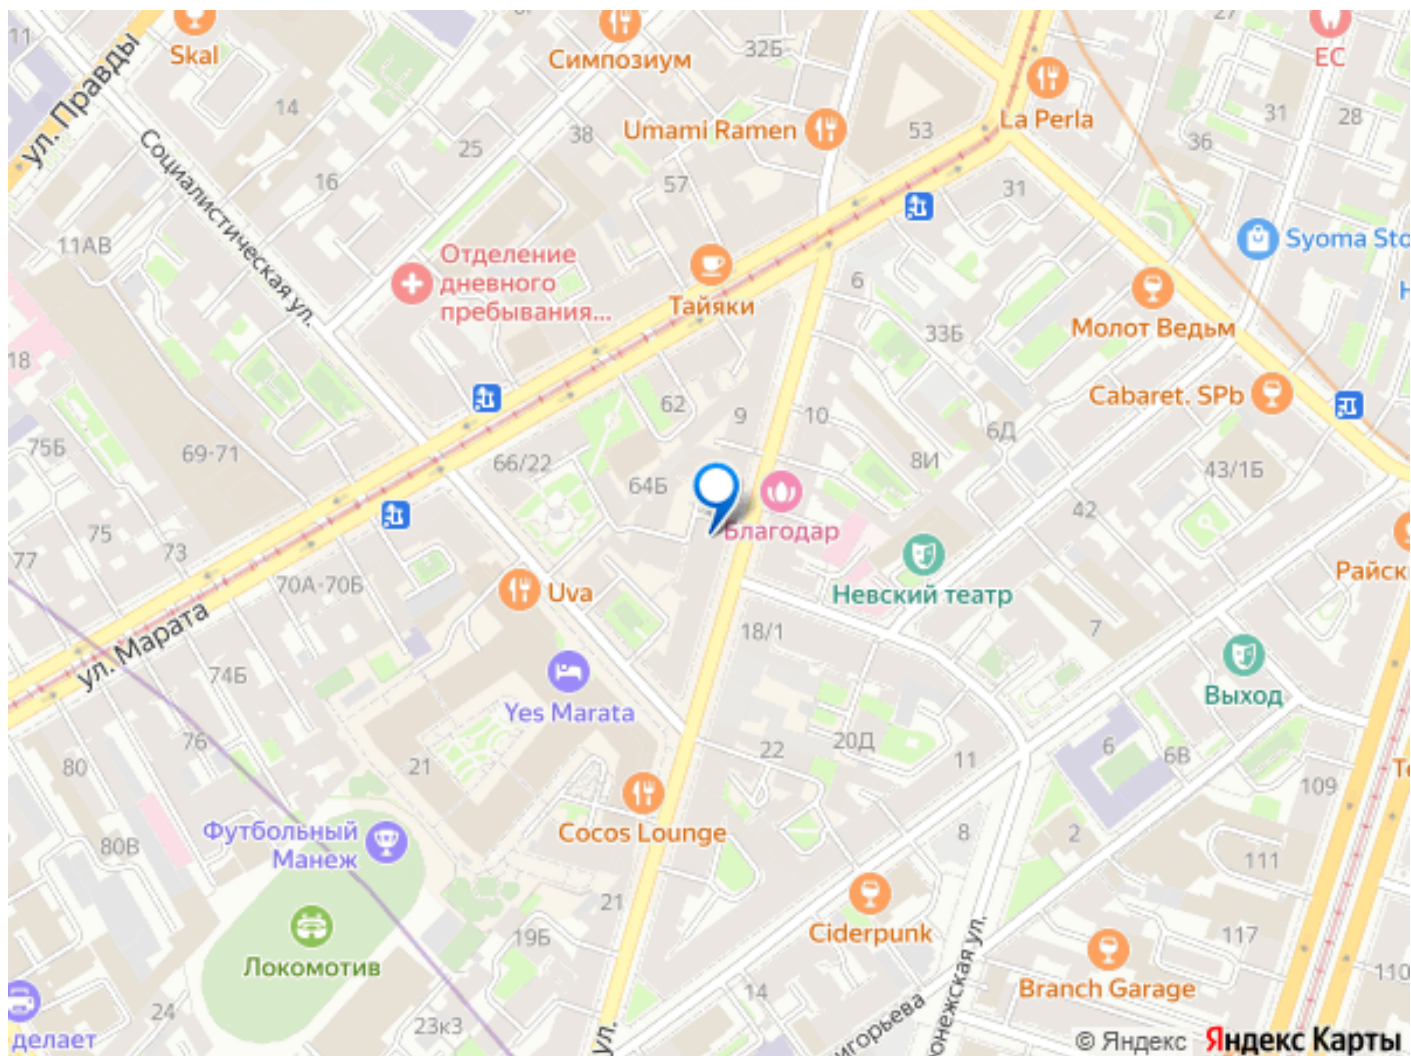 Skal
Симпозиум
32Б
27
ЕС
11
ул. Правды
14
La Perla
31
28
Umami Ramen
53
38
25
36
Социалистическая ул.
16
57
31
11АВ
Отделение
дневного
пребывания...
Syoma Sto
Тайяки
6
33Б
Молот Ведьм
18
62
9
10
Cabaret. SPb
6Д
75Б
69-71
66/22
64Б
8И
43/1Б
Благодар
42
75
73
77
70А-70Б
Uva
Невский театр
Райск
ул. Марата
18/1
7
74Б
Yes Marata
Выход
76
22
20Д
11
6
6В
80
21
109
Cocos Lounge
Футбольный
Манеж
80В
8
2
111
21
Ciderpunk
19Б
117
Локомотив
Branch Garage
110
24
14
23к3
делает
ул.
игорьева
онежская ул.
© Яндекс Яндекс Карты